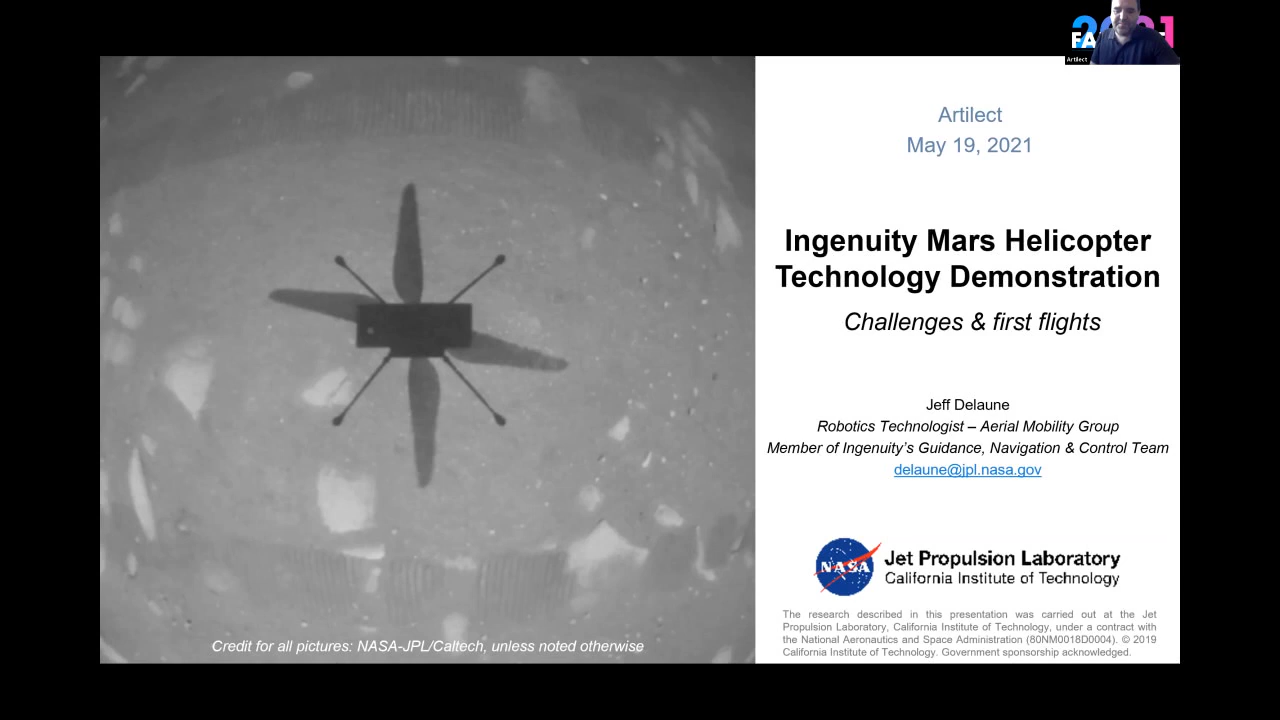 Artilect
Artilect
May 19, 2021
Ingenuity Mars Helicopter
Technology Demonstration
Challenges & first flights
Jeff Delaune
Robotics Technologist – Aerial Mobility Group
Member of Ingenuity's Guidance, Navigation & Control Team
delaune@jpl.nasa.gov
NASA
Jet Propulsion Laboratory
California Institute of Technology
The research described in this presentation was carried out at the Jet
Propulsion Laboratory, California Institute of Technology, under a contract with
the National Aeronautics and Space Administration (80NM0018D0004). © 2019
California Institute of Technology. Government sponsorship acknowledged.
Credit for all pictures: NASA-JPL/Caltech, unless noted otherwise